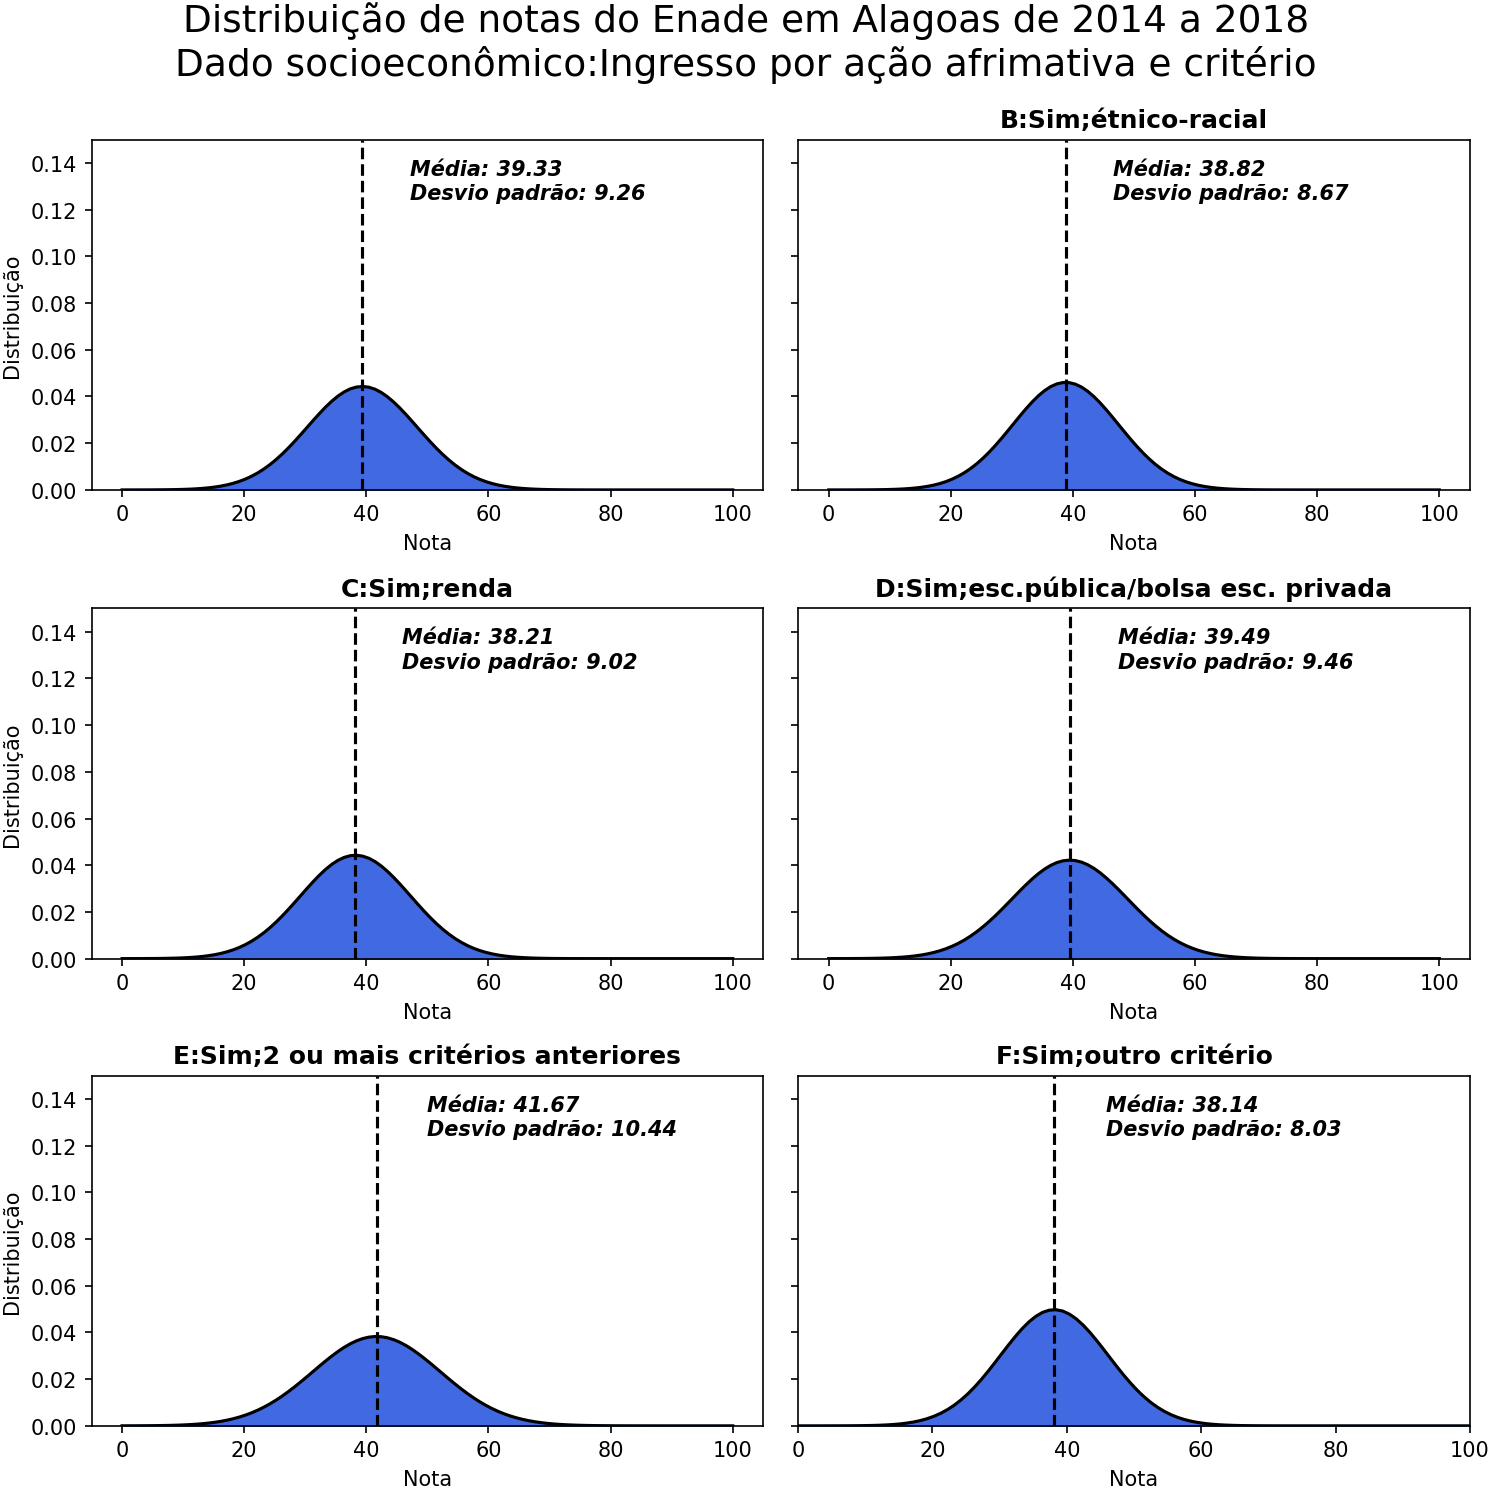 Distribuição de notas do Enade em Alagoas de 2014 a 2018
Dado socioeconômico:Ingresso por ação afrimativa e critério
Média: 39.33
Desvio padrão: 9.26
0.14
0.12
0.10
0.08
0.06
0.04
0.02
0.00
Distribuição
0 20 40 60 80 100
Nota
B:Sim;étnico-racial
Média: 38.82
Desvio padrão: 8.67
0 20 40 60 80 100
Nota
C:Sim;renda
Média: 38.21
Desvio padrão: 9.02
0.14
0.12
0.10
0.08
0.06
0.04
0.02
0.00
Distribuição
0 20 40 60 80 100
Nota
D:Sim;esc.pública/bolsa esc. privada
Média: 39.49
Desvio padrão: 9.46
0 20 40 60 80 100
Nota
E:Sim;2 ou mais critérios anteriores
Média: 41.67
Desvio padrão: 10.44
0.14
0.12
0.10
0.08
0.06
0.04
0.02
0.00
Distribuição
0 20 40 60 80 100
Nota
F:Sim;outro critério
Média: 38.14
Desvio padrão: 8.03
0 20 40 60 80 100
Nota